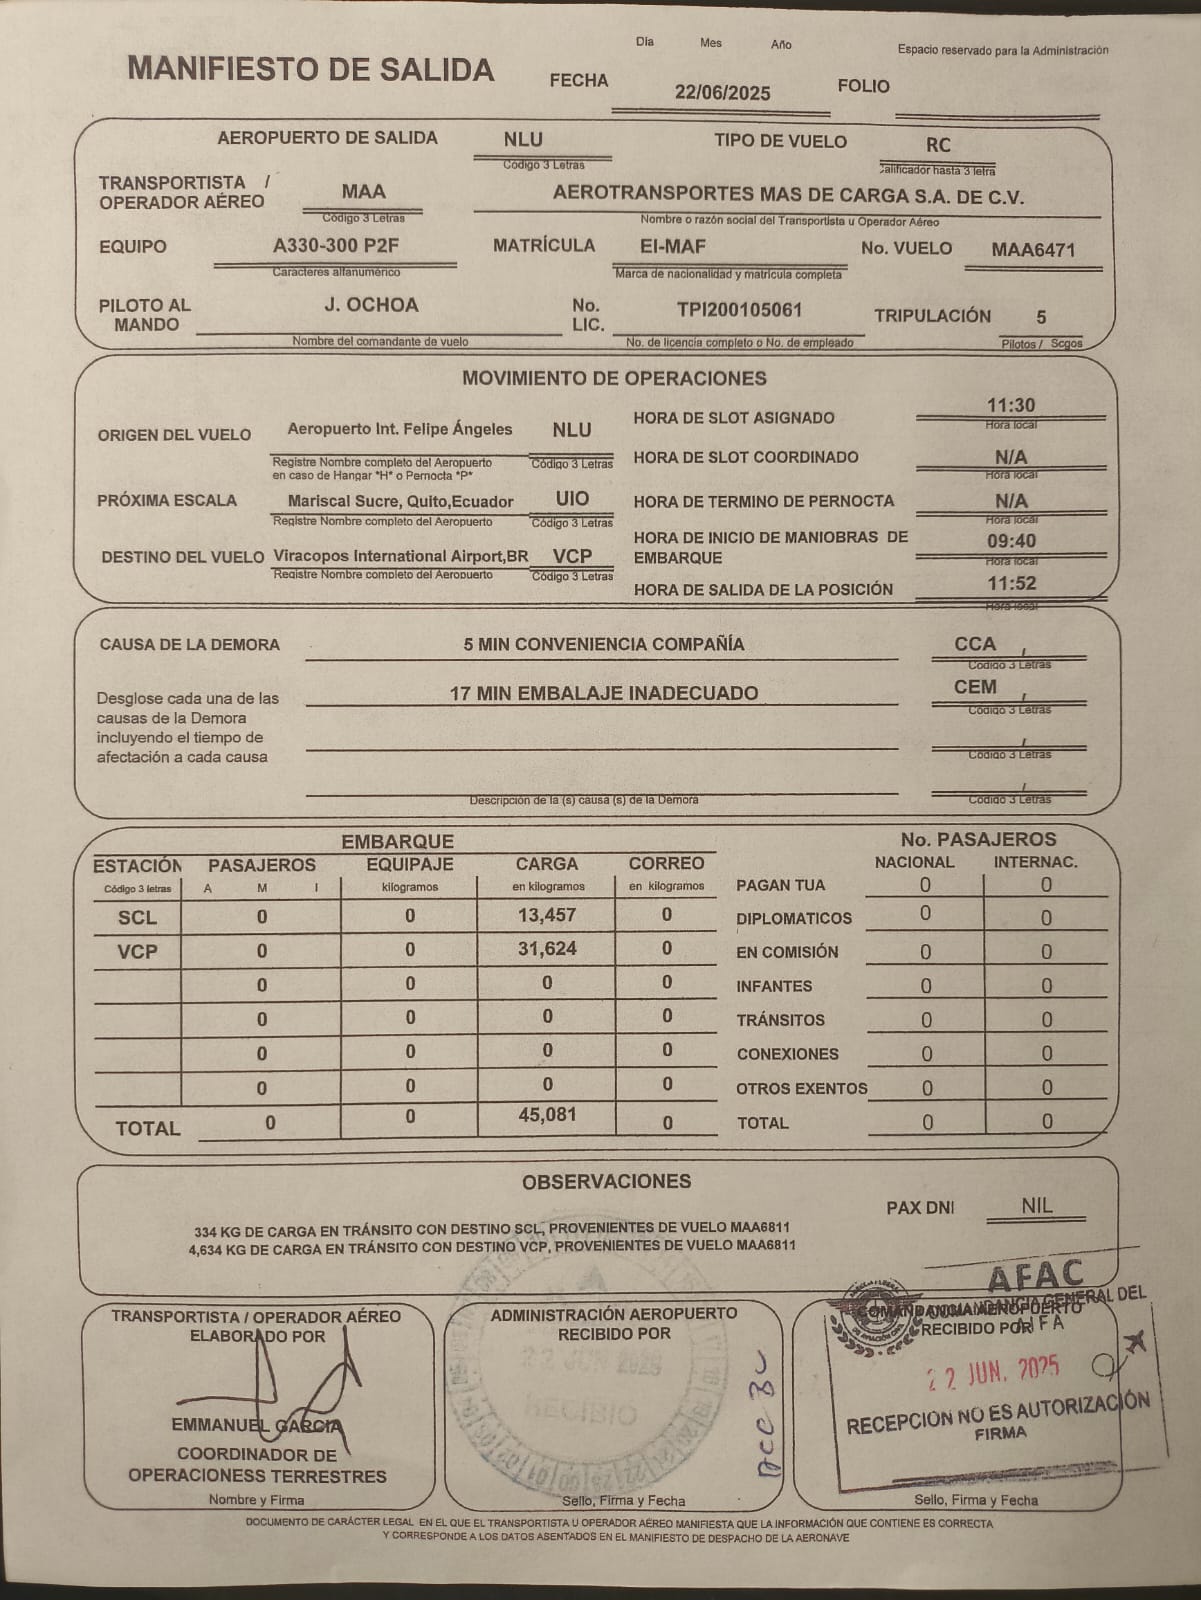 Día Mes Año
Espacio reservado para la Administración
MANIFIESTO DE SALIDA FECHA 22/06/2025 FOLIO
AEROPUERTO DE SALIDA NLU TIPO DE VUELO RC
Código 3 Letras Calificador hasta 3 letra
TRANSPORTISTA / OPERADOR AÉREO MAA AEROTRANSPORTES MAS DE CARGA S.A. DE C.V.
Código 3 Letras Nombre o razón social del Transportista u Operador Aéreo
EQUIPO A330-300 P2F MATRÍCULA EI-MAF No. VUELO MAA6471
Caracteres alfanumérico Marca de nacionalidad y matrícula completa
PILOTO AL MANDO J. OCHOA No. LIC. TPI200105061 TRIPULACIÓN 5
Nombre del comandante de vuelo No. de licencia completo o No. de empleado Pilotos / Scgos
MOVIMIENTO DE OPERACIONES
ORIGEN DEL VUELO Aeropuerto Int. Felipe Ángeles NLU
Registre Nombre completo del Aeropuerto Código 3 Letras
en caso de Hangar *H* o Pernocta *P*
PRÓXIMA ESCALA Mariscal Sucre, Quito,Ecuador UIO
Registre Nombre completo del Aeropuerto Código 3 Letras
DESTINO DEL VUELO Viracopos International Airport,BR VCP
Registre Nombre completo del Aeropuerto Código 3 Letras
HORA DE SLOT ASIGNADO 11:30
Hora local
HORA DE SLOT COORDINADO N/A
Hora local
HORA DE TERMINO DE PERNOCTA N/A
Hora local
HORA DE INICIO DE MANIOBRAS DE EMBARQUE 09:40
Hora local
HORA DE SALIDA DE LA POSICIÓN 11:52
Hora local
CAUSA DE LA DEMORA 5 MIN CONVENIENCIA COMPAÑÍA CCA /
Código 3 Letras
17 MIN EMBALAJE INADECUADO CEM /
Código 3 Letras
Desglose cada una de las
causas de la Demora
incluyendo el tiempo de
afectación a cada causa
/
Código 3 Letras
/
Descripción de la (s) causa (s) de la Demora Código 3 Letras
EMBARQUE
ESTACIÓN PASAJEROS EQUIPAJE CARGA CORREO
Código 3 letras A M I kilogramos en kilogramos en kilogramos
SCL 0 0 13,457 0
VCP 0 0 31,624 0
0 0 0 0
0 0 0 0
0 0 0 0
0 0 0 0
TOTAL 0 0 45,081 0
No. PASAJEROS
NACIONAL INTERNAC.
PAGAN TUA 0 0
DIPLOMATICOS 0 0
EN COMISIÓN 0 0
INFANTES 0 0
TRÁNSITOS 0 0
CONEXIONES 0 0
OTROS EXENTOS 0 0
TOTAL 0 0
OBSERVACIONES
PAX DNI NIL
334 KG DE CARGA EN TRÁNSITO CON DESTINO SCL, PROVENIENTES DE VUELO MAA6811
4,634 KG DE CARGA EN TRÁNSITO CON DESTINO VCP, PROVENIENTES DE VUELO MAA6811
TRANSPORTISTA / OPERADOR AÉREO
ELABORADO POR
EMMANUEL GARCIA
COORDINADOR DE
OPERACIONESS TERRESTRES
Nombre y Firma
ADMINISTRACIÓN AEROPUERTO
RECIBIDO POR
22 JUN 2025
RECIBIO
Sello, Firma y Fecha
AFAC
COMANDANCIA GENERAL DEL
AIFA
COMANDANCIA AEROPUERTO
RECIBIDO POR
22 JUN. 2025
RECEPCION NO ES AUTORIZACIÓN
FIRMA
Sello, Firma y Fecha
DOCUMENTO DE CARÁCTER LEGAL EN EL QUE EL TRANSPORTISTA U OPERADOR AÉREO MANIFIESTA QUE LA INFORMACIÓN QUE CONTIENE ES CORRECTA
Y CORRESPONDE A LOS DATOS ASENTADOS EN EL MANIFIESTO DE DESPACHO DE LA AERONAVE